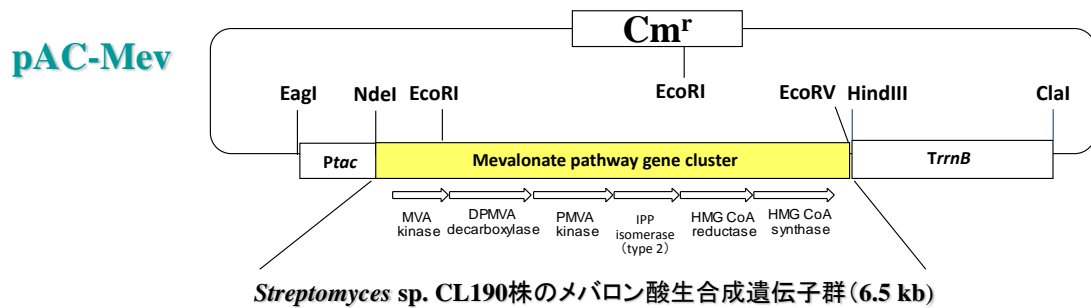 pAC-Mev
Cmʳ
EagI NdeI EcoRI EcoRI EcoRV HindIII ClaI
Ptac Mevalonate pathway gene cluster TrrnB
MVA kinase
DPMVA decarboxylase
PMVA kinase
IPP isomerase (type 2)
HMG CoA reductase
HMG CoA synthase
Streptomyces sp. CL190株のメバロン酸生合成遺伝子群(6.5 kb)